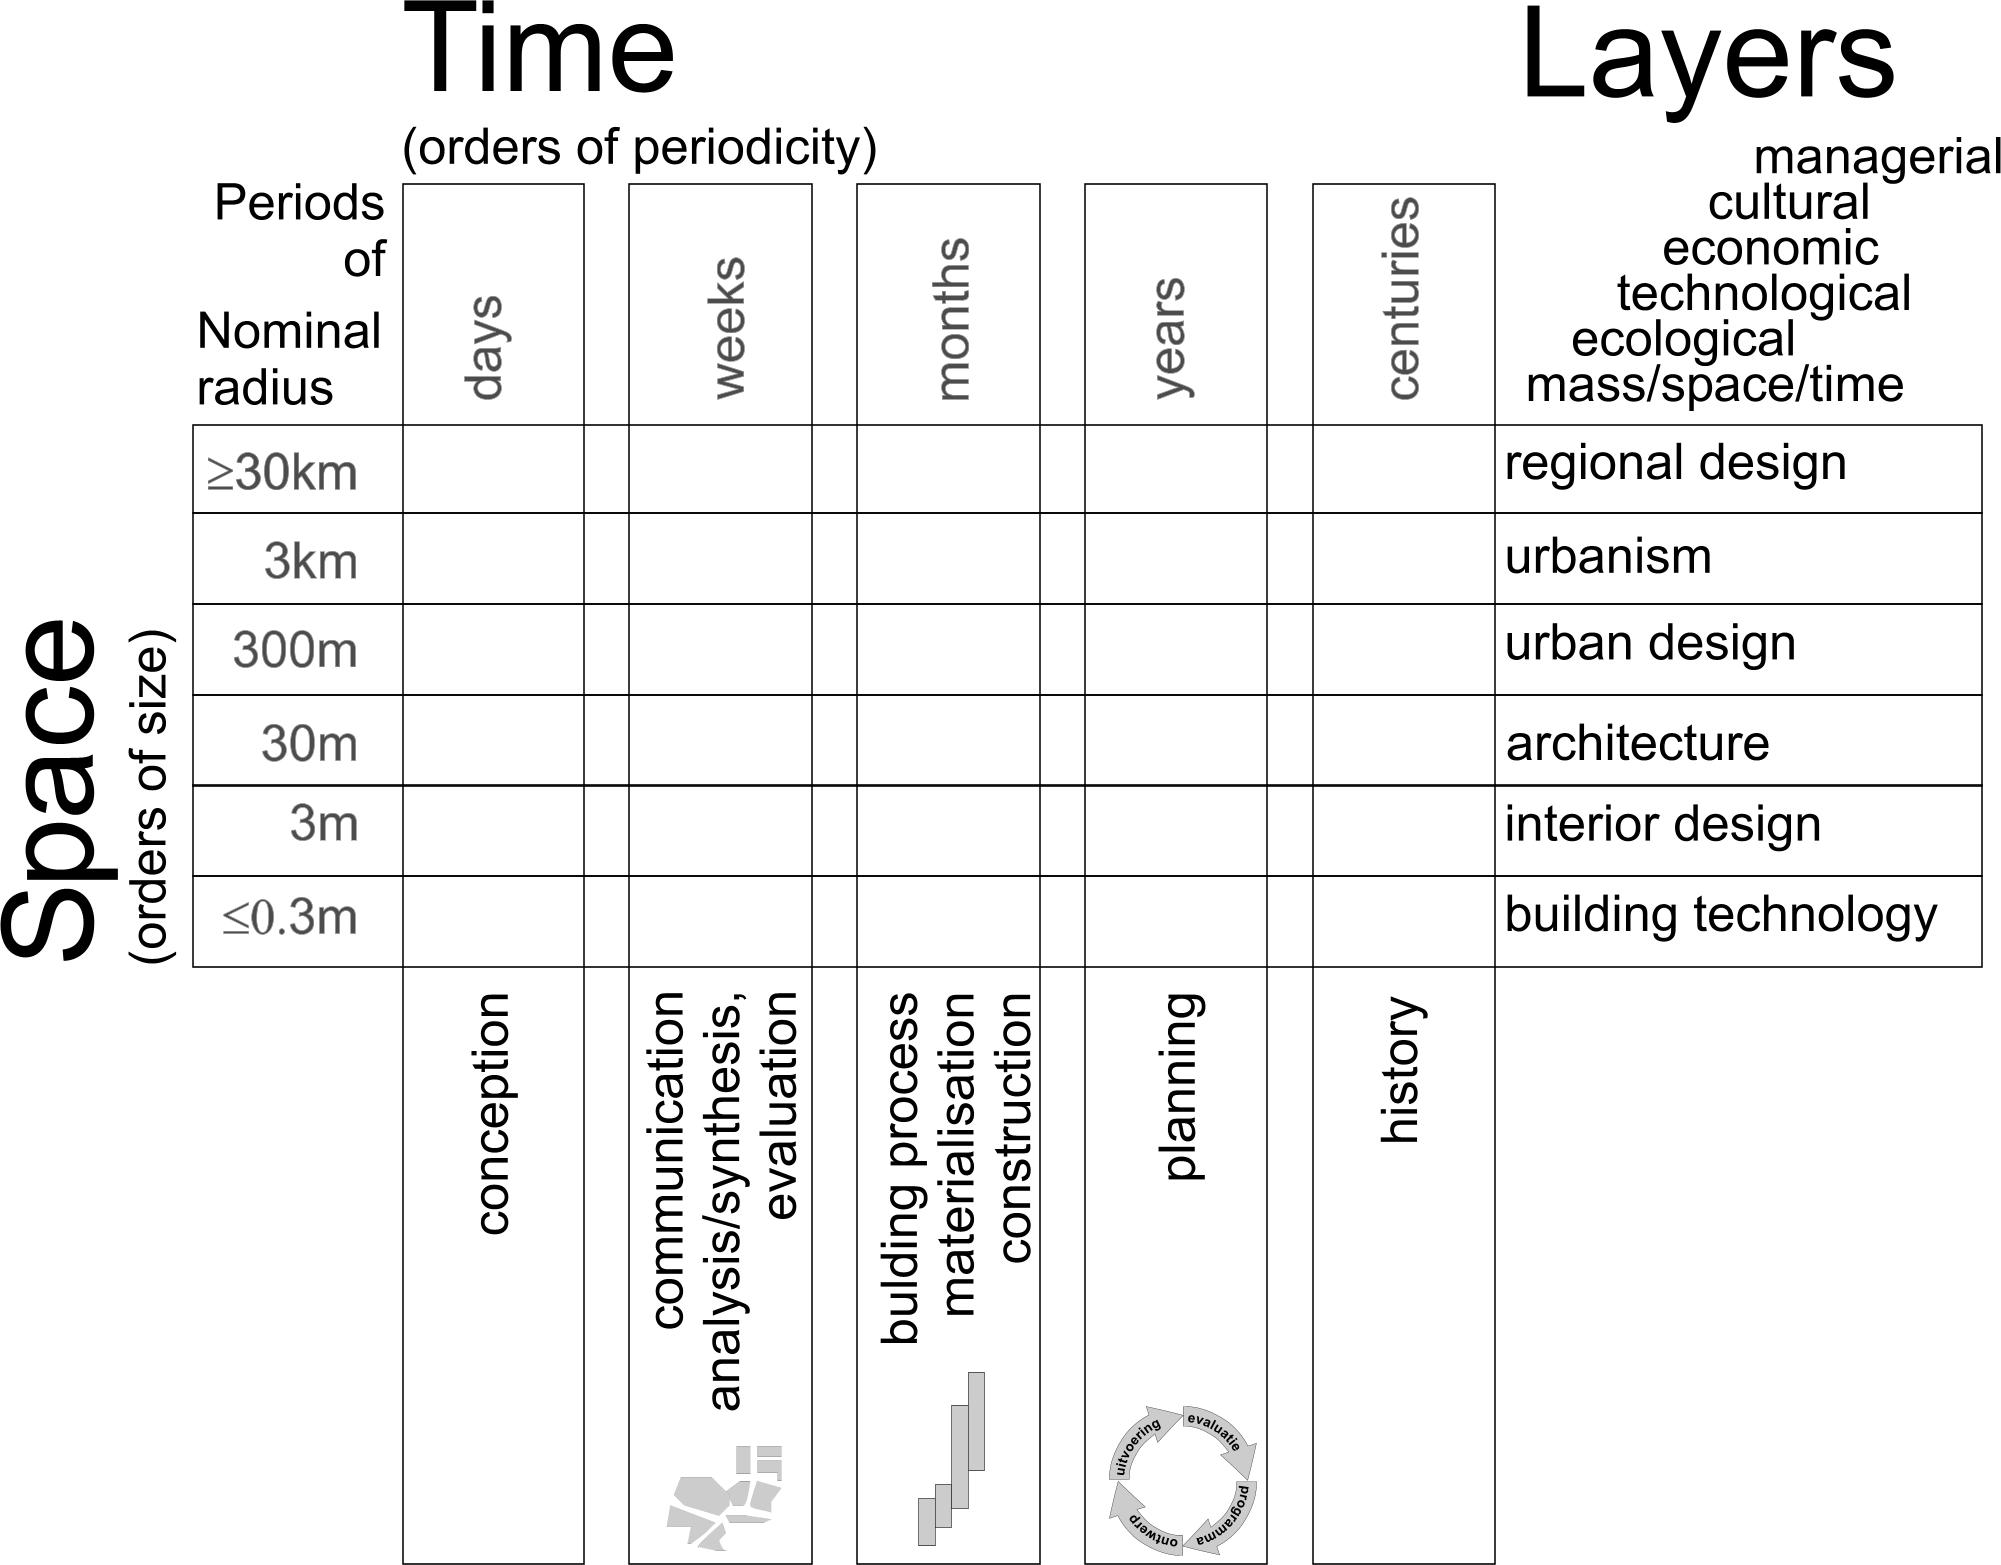 Time
(orders of periodicity)
Layers
managerial
cultural
economic
technological
ecological
mass/space/time
Periods
of
Nominal
radius
days
weeks
months
years
centuries
Space
(orders of size)
≥30km
regional design
3km
urbanism
300m
urban design
30m
architecture
3m
interior design
≤0.3m
building technology
conception
communication
analysis/synthesis,
evaluation
bulding process
materialisation
construction
planning
history
uitvoering
evaluatie
programma
ontwerp